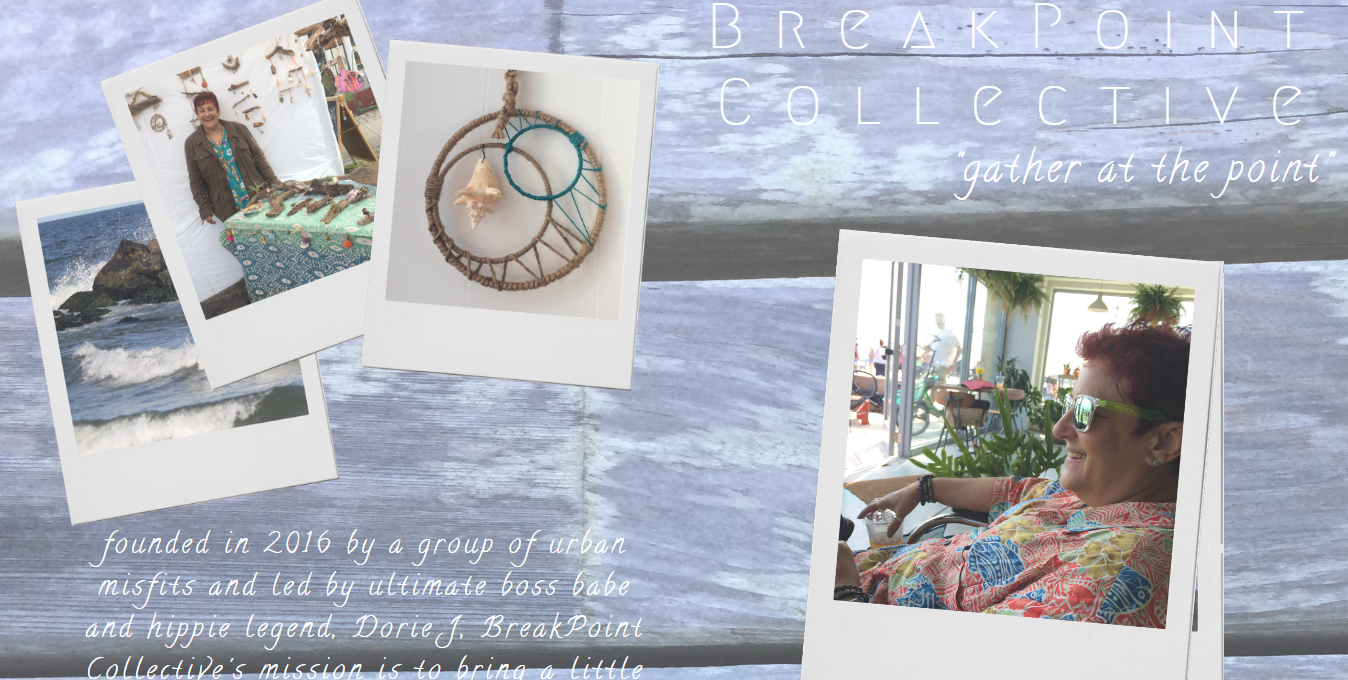 BreakPoint
Collective
"gather at the point"
founded in 2016 by a group of urban
misfits and led by ultimate boss babe
and hippie legend, Dorie J, BreakPoint
Collective's mission is to bring a little